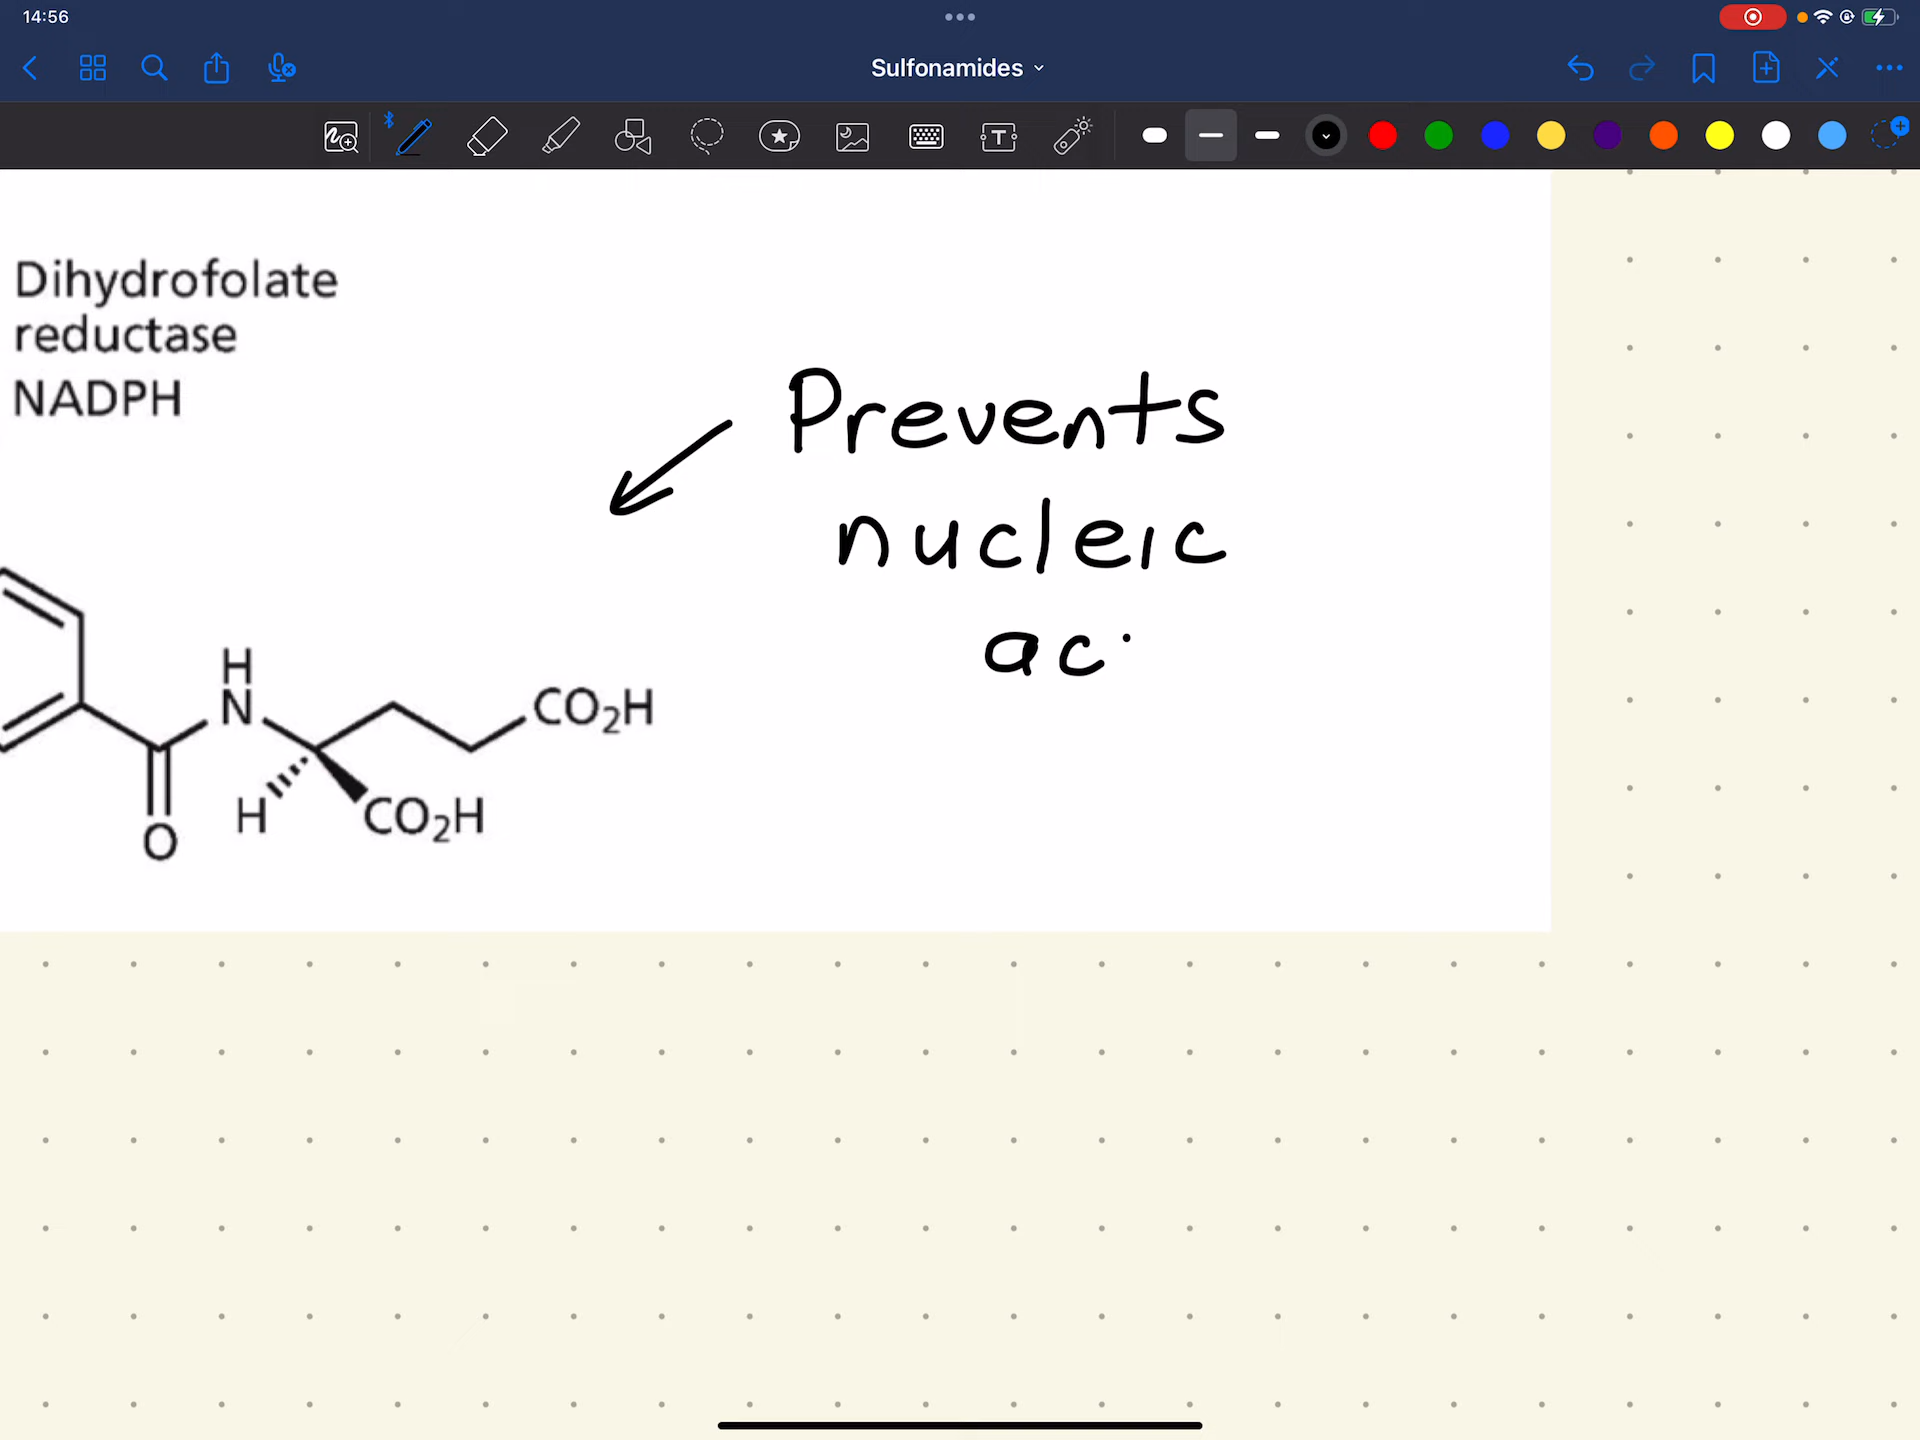 14:56
Sulfonamides
Dihydrofolate
reductase
NADPH
Prevents
nucleic
ac
H
N
CO₂H
H
CO₂H
O